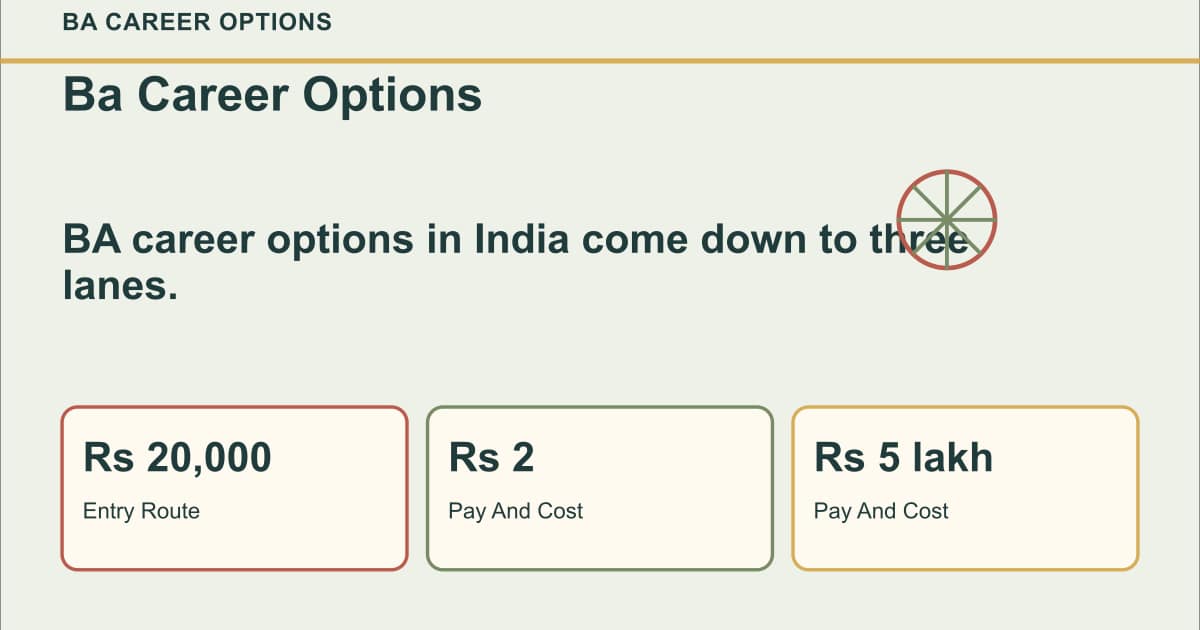 BA CAREER OPTIONS
Ba Career Options
BA career options in India come down to three
lanes.
Rs 20,000
Entry Route
Rs 2
Pay And Cost
Rs 5 lakh
Pay And Cost